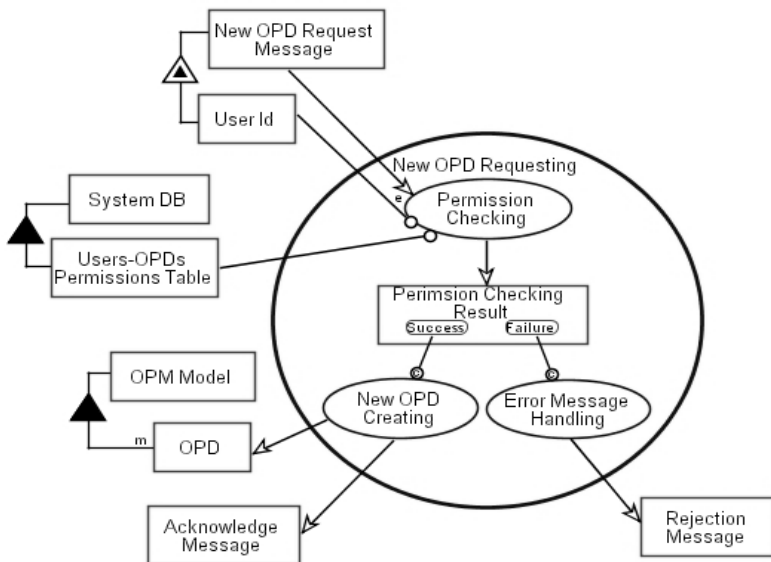 New OPD Request
Message
User Id
New OPD Requesting
e
Permission
Checking
System DB
Users-OPDs
Permissions Table
Perimsion Checking
Result
Success
Failure
c
c
OPM Model
New OPD
Creating
Error Message
Handling
m
OPD
Acknowledge
Message
Rejection
Message